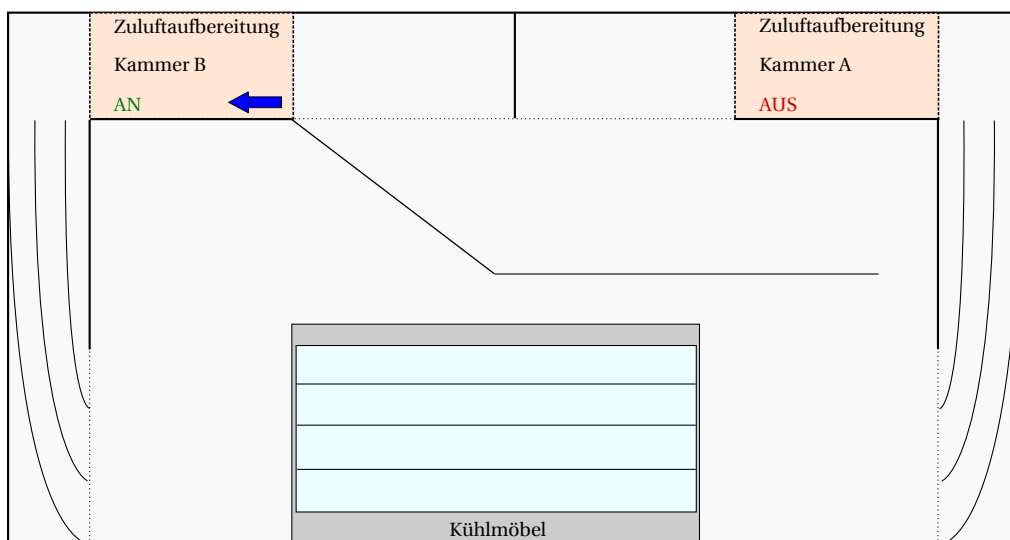 Zuluftaufbereitung
Kammer B
AN
Zuluftaufbereitung
Kammer A
AUS
Kühlmöbel